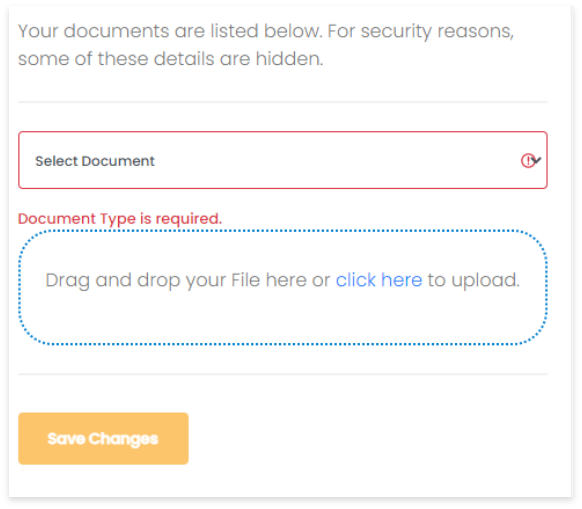 Your documents are listed below. For security reasons,
some of these details are hidden.
Select Document
Document Type is required.
Drag and drop your File here or click here to upload.
Save Changes